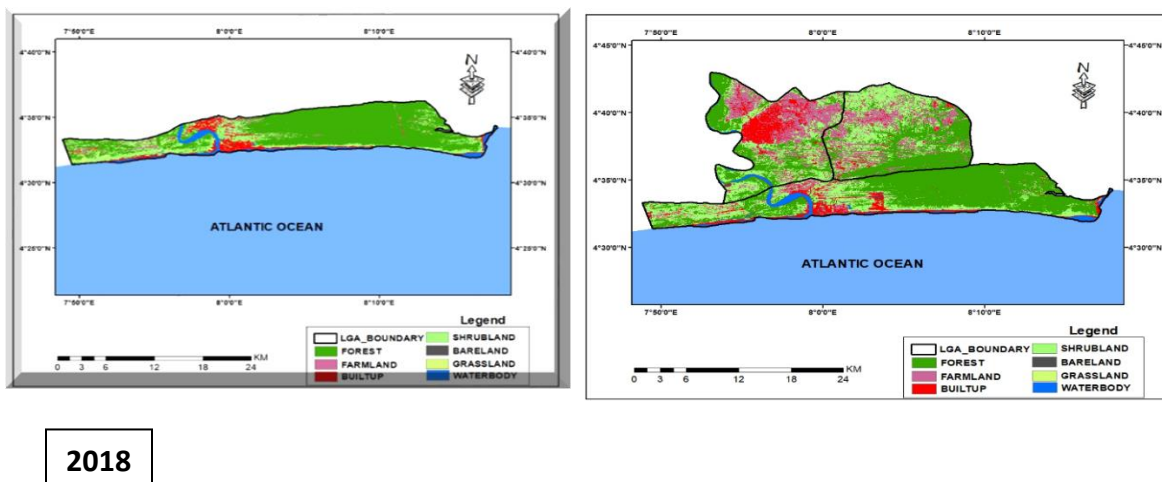 7°50'0"E 8°0'0"E 8°10'0"E
4°40'0"N 4°40'0"N
N
4°35'0"N 4°35'0"N
4°30'0"N 4°30'0"N
ATLANTIC OCEAN
4°25'0"N 4°25'0"N
7°50'0"E 8°0'0"E 8°10'0"E
Legend
LGA_BOUNDARY SHRUBLAND
FOREST BARELAND
FARMLAND GRASSLAND
BUILTUP WATERBODY
KM
0 3 6 12 18 24
7°50'0"E 8°0'0"E 8°10'0"E
4°45'0"N 4°45'0"N
N
4°40'0"N 4°40'0"N
4°35'0"N 4°35'0"N
4°30'0"N 4°30'0"N
ATLANTIC OCEAN
7°50'0"E 8°0'0"E 8°10'0"E
Legend
LGA_BOUNDARY SHRUBLAND
FOREST BARELAND
FARMLAND GRASSLAND
BUILTUP WATERBODY
KM
0 3 6 12 18 24
2018